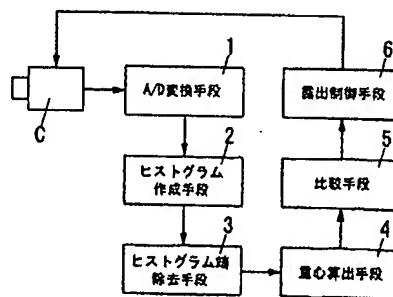 C
1
A/D変換手段
2
ヒストグラム
作成手段
3
ヒストグラム端
除去手段
4
重心算出手段
5
比較手段
6
露出制御手段